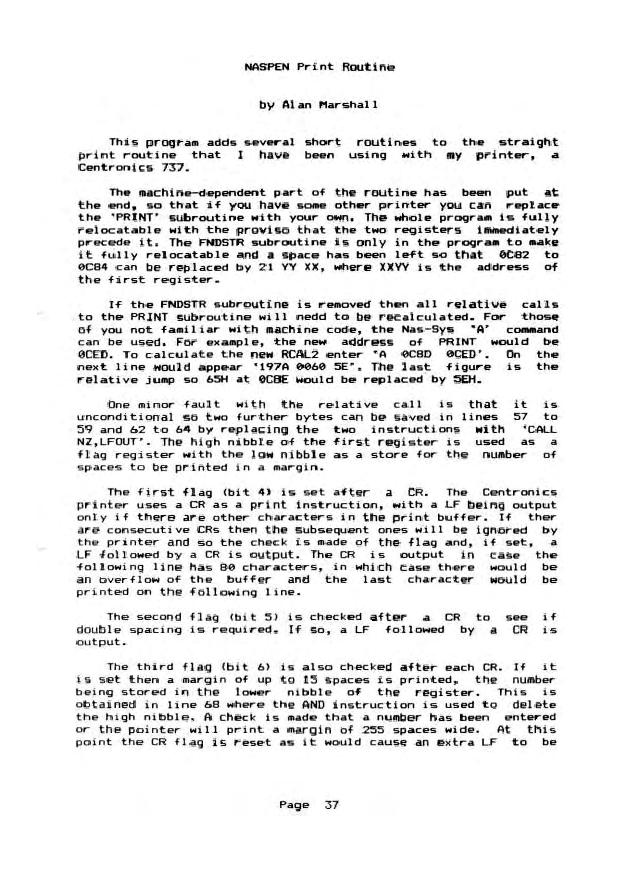 NASPEN Print Routine
by Alan Marshall
This program adds several short routines to the straight
print routine that I have been using with my printer, a
Centronics 737.
The machine-dependent part of the routine has been put at
the end, so that if you have some other printer you can replace
the 'PRINT' subroutine with your own. The whole program is fully
relocatable with the proviso that the two registers immediately
precede it. The FNDSTR subroutine is only in the program to make
it fully relocatable and a space has been left so that 0C82 to
0C84 can be replaced by 21 YY XX, where XXYY is the address of
the first register.
If the FNDSTR subroutine is removed then all relative calls
to the PRINT subroutine will nedd to be recalculated. For those
of you not familiar with machine code, the Nas-Sys 'A' command
can be used. For example, the new address of PRINT would be
0CED. To calculate the new RCAL2 enter 'A 0C8D 0CED'. On the
next line would appear '197A 0060 5E'. The last figure is the
relative jump so 65H at 0C8E would be replaced by 5EH.
One minor fault with the relative call is that it is
unconditional so two further bytes can be saved in lines 57 to
59 and 62 to 64 by replacing the two instructions with 'CALL
NZ,LFOUT'. The high nibble of the first register is used as a
flag register with the low nibble as a store for the number of
spaces to be printed in a margin.
The first flag (bit 4) is set after a CR. The Centronics
printer uses a CR as a print instruction, with a LF being output
only if there are other characters in the print buffer. If ther
are consecutive CRs then the subsequent ones will be ignored by
the printer and so the check is made of the flag and, if set, a
LF followed by a CR is output. The CR is output in case the
following line has 80 characters, in which case there would be
an overflow of the buffer and the last character would be
printed on the following line.
The second flag (bit 5) is checked after a CR to see if
double spacing is required. If so, a LF followed by a CR is
output.
The third flag (bit 6) is also checked after each CR. If it
is set then a margin of up to 15 spaces is printed, the number
being stored in the lower nibble of the register. This is
obtained in line 68 where the AND instruction is used to delete
the high nibble. A check is made that a number has been entered
or the pointer will print a margin of 255 spaces wide. At this
point the CR flag is reset as it would cause an extra LF to be
Page 37